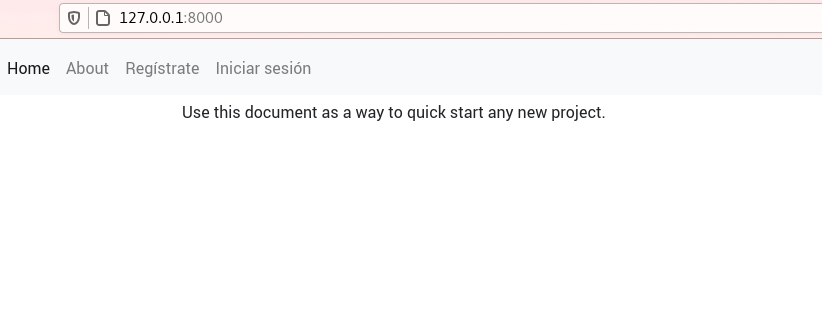 127.0.0.1:8000
Home About Regístrate Iniciar sesión
Use this document as a way to quick start any new project.